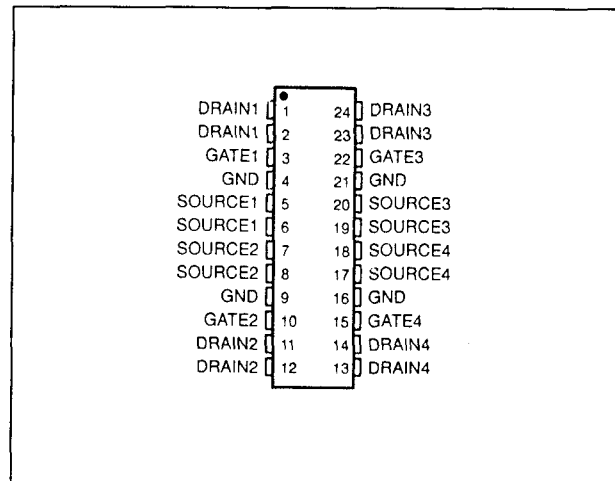 DRAIN1 1 24 DRAIN3
DRAIN1 2 23 DRAIN3
GATE1 3 22 GATE3
GND 4 21 GND
SOURCE1 5 20 SOURCE3
SOURCE1 6 19 SOURCE3
SOURCE2 7 18 SOURCE4
SOURCE2 8 17 SOURCE4
GND 9 16 GND
GATE2 10 15 GATE4
DRAIN2 11 14 DRAIN4
DRAIN2 12 13 DRAIN4